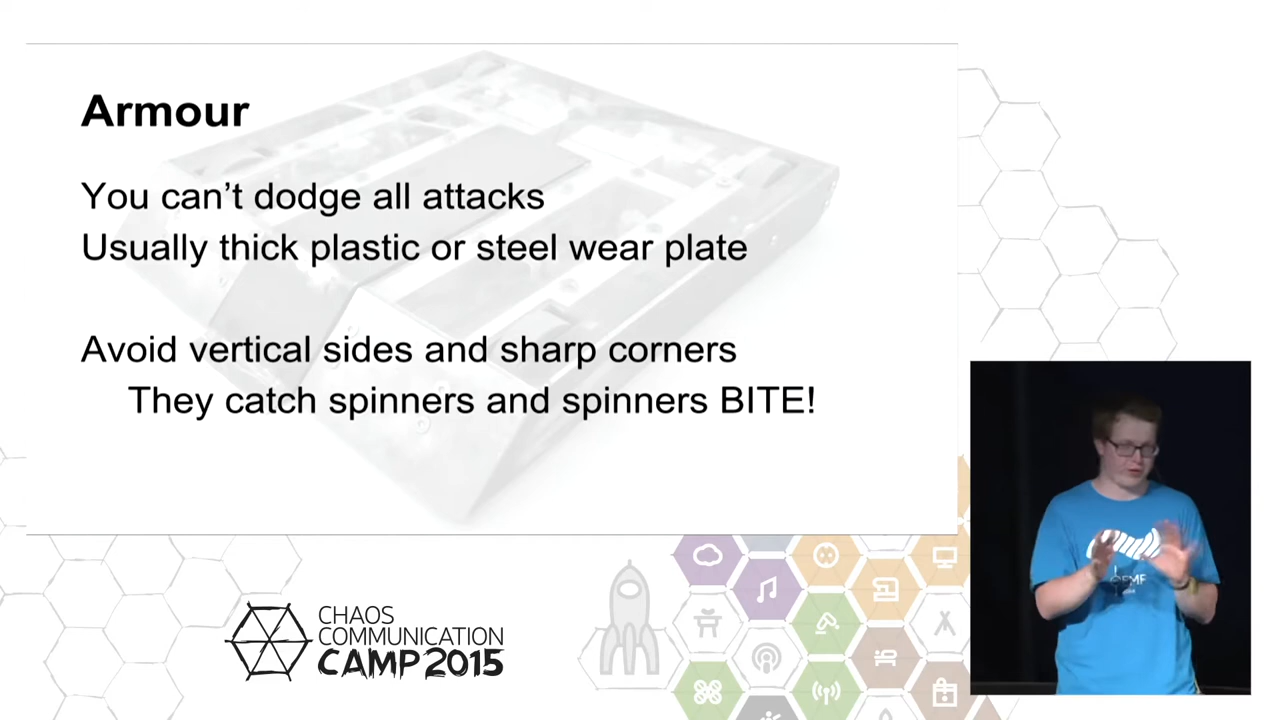 Armour
You can’t dodge all attacks
Usually thick plastic or steel wear plate
Avoid vertical sides and sharp corners
They catch spinners and spinners BITE!
CHAOS
COMMUNICATION
CAMP 2015
EMF